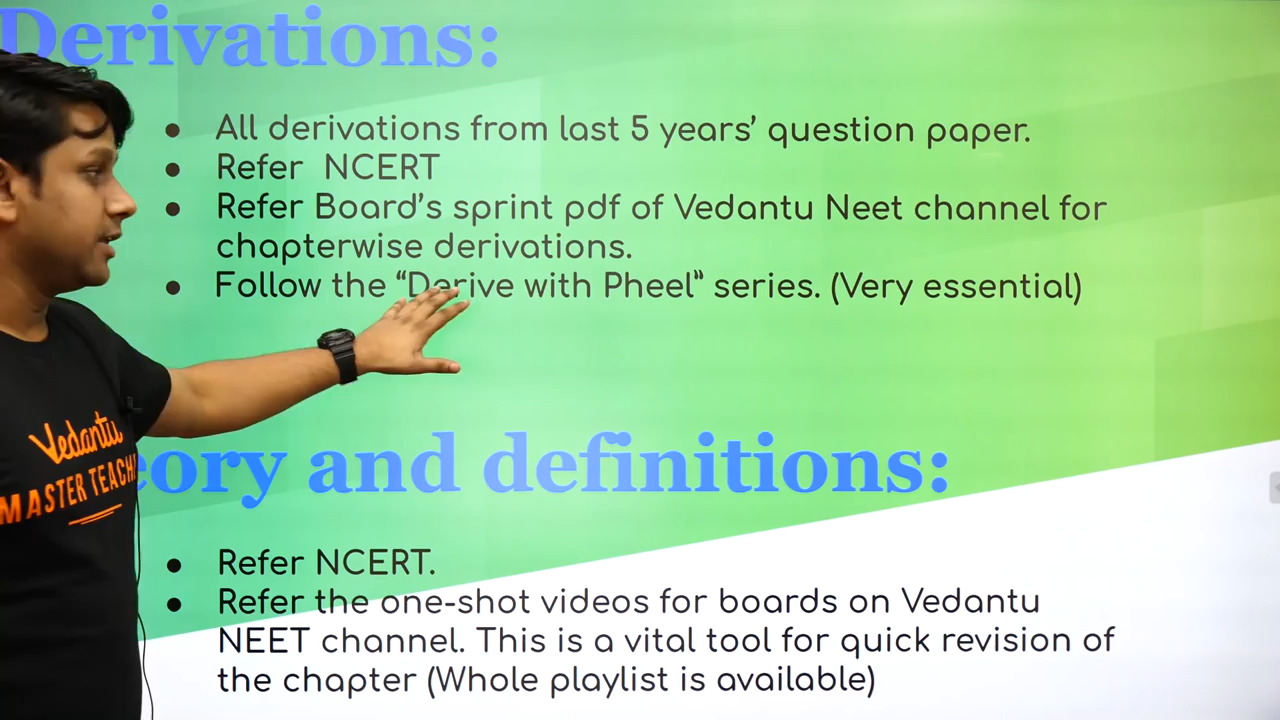 Derivations:
● All derivations from last 5 years’ question paper.
● Refer NCERT
● Refer Board’s sprint pdf of Vedantu Neet channel for
chapterwise derivations.
● Follow the “Derive with Pheel” series. (Very essential)
Vedantu
MASTER TEACH
eory and definitions:
● Refer NCERT.
● Refer the one-shot videos for boards on Vedantu
NEET channel. This is a vital tool for quick revision of
the chapter (Whole playlist is available)